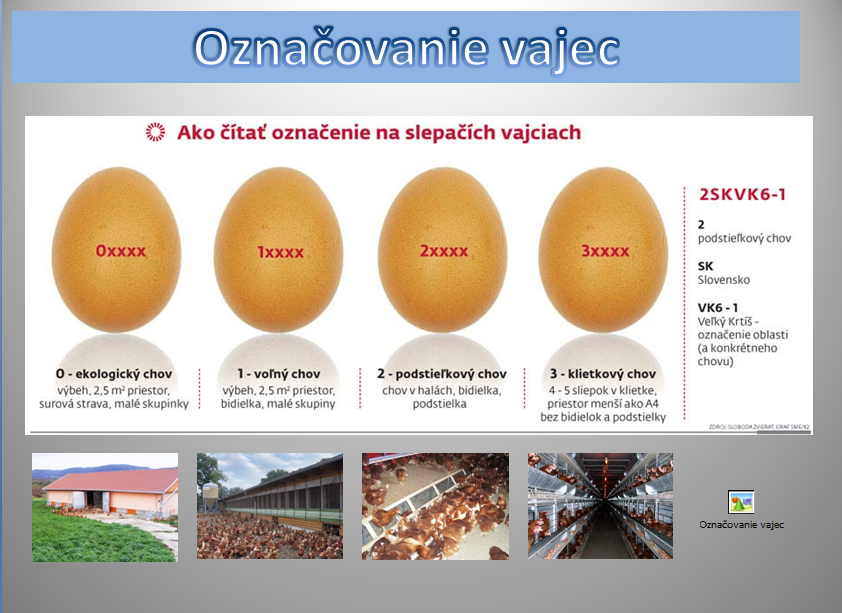 Označovanie vajec
Ako čítať označenie na slepačích vajciach
0xxxx
1xxxx
2xxxx
3xxxx
0 - ekologický chov
výbeh, 2,5 m² priestor,
surová strava, malé skupinky
1 - voľný chov
výbeh, 2,5 m² priestor,
bidielka, malé skupiny
2 - podstieľkový chov
chov v halách, bidielka,
podstielka
3 - klietkový chov
4 - 5 sliepok v klietke,
priestor menší ako A4
bez bidielok a podstielky
2SKVK6-1
2
podstieľkový chov
SK
Slovensko
VK6 - 1
Veľký Krtíš -
označenie oblasti
(a konkrétneho
chovu)
ZDROJ: SLOBODA ZVIERAT, GRAF SME/KZ
Označovanie vajec